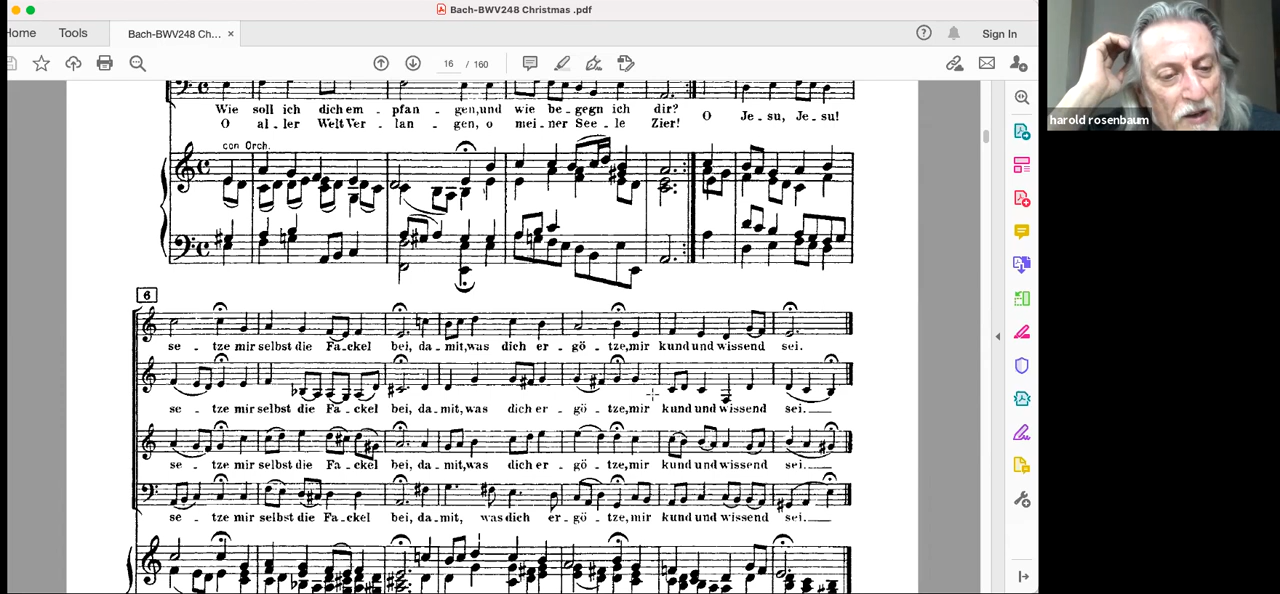 Bach-BWV248 Christmas .pdf
Home Tools Bach-BWV248 Ch... × Sign In
16 / 160
harold rosenbaum
Wie soll ich dich em - pfan - gen,und wie be-gegn ich dir? O Je-su, Je-su!
O al-ler Welt Ver - lan - gen, o mei-ner See-le Zier!
con Orch.
6
se - tze mir selbst die Fa-ckel bei, da-mit,was dich er - gö - tze,mir kund und wissend sei.
se - tze mir selbst die Fa-ckel bei, da-mit,was dich er - gö - tze,mir kund und wissend sei.
se - tze mir selbst die Fa-ckel bei, da-mit,was dich er - gö - tze,mir kund und wissend sei.
se - tze mir selbst die Fa-ckel bei, da-mit, was dich er - gö - tze,mir kund und wissend sei.